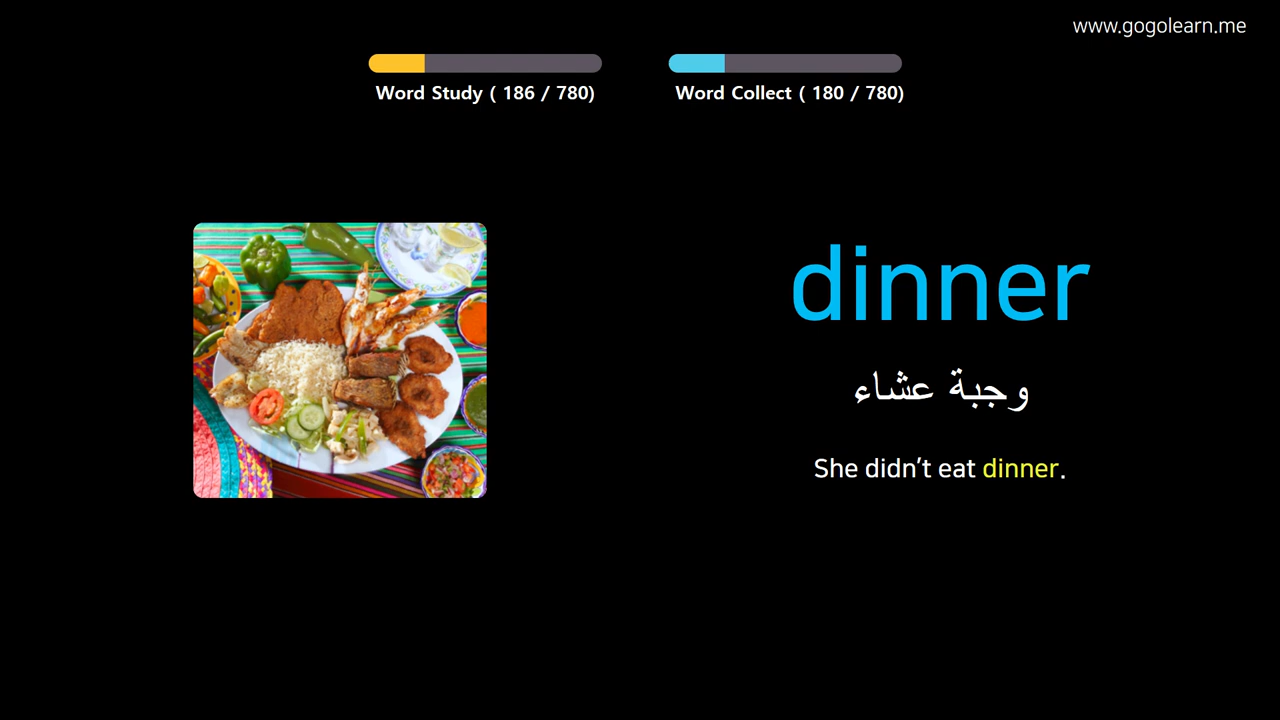 www.gogolearn.me
Word Study ( 186 / 780)
Word Collect ( 180 / 780)
dinner
وجبة عشاء
She didn’t eat dinner.